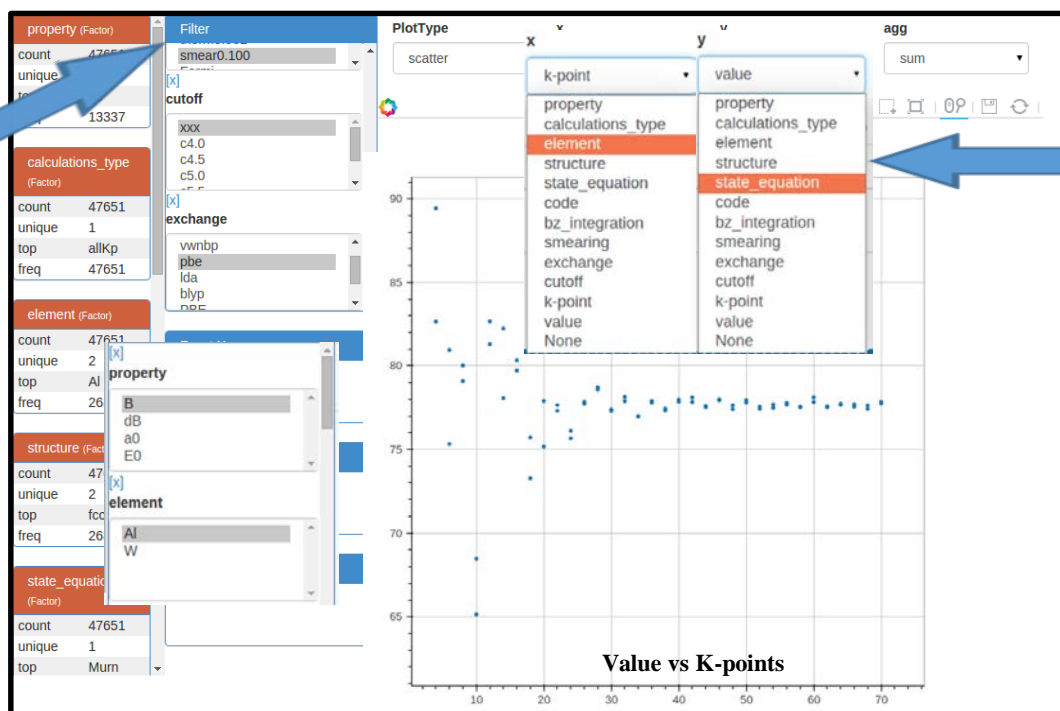 property (Factor)
count 47651
unique
13337
calculations_type
(Factor)
count 47651
unique 1
top allKp
freq 47651
element (Factor)
count 47651
unique 2
top Al
freq 26
structure
count 47
unique 2
top fcc
freq 26
(Factor)
count 47651
unique 1
top Murn
Filter
smear0.100
[x]
cutoff
xxx
c4.0
c4.5
c5.0
[x]
exchange
vwnbp
pbe
lda
blyp
PBE
[x]
property
B
dB
a0
E0
[x]
element
Al
W
PlotType
scatter
x
k-point
property
calculations_type
element
structure
state_equation
code
bz_integration
smearing
exchange
cutoff
k-point
value
None
y
value
property
calculations_type
element
structure
state_equation
code
bz_integration
smearing
exchange
cutoff
k-point
value
None
agg
sum
90
85
80
75
70
65
Value vs K-points
10 20 30 40 50 60 70